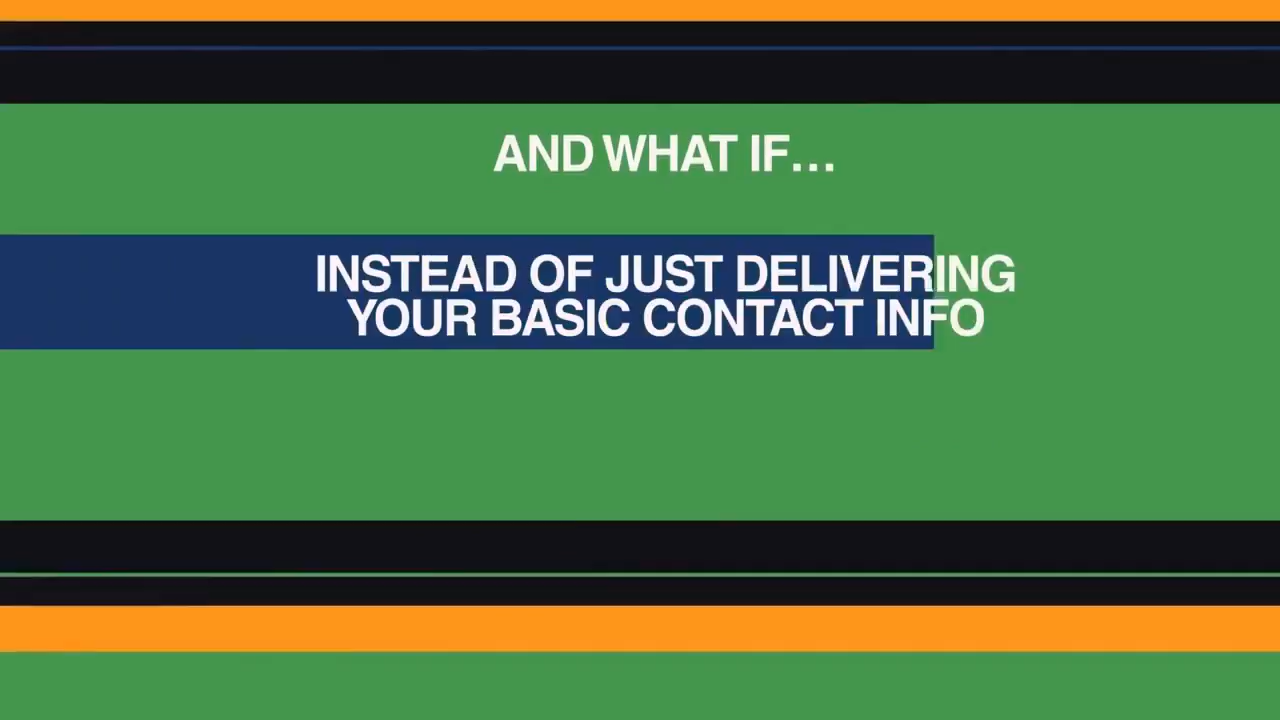 AND WHAT IF...
INSTEAD OF JUST DELIVERING
YOUR BASIC CONTACT INFO